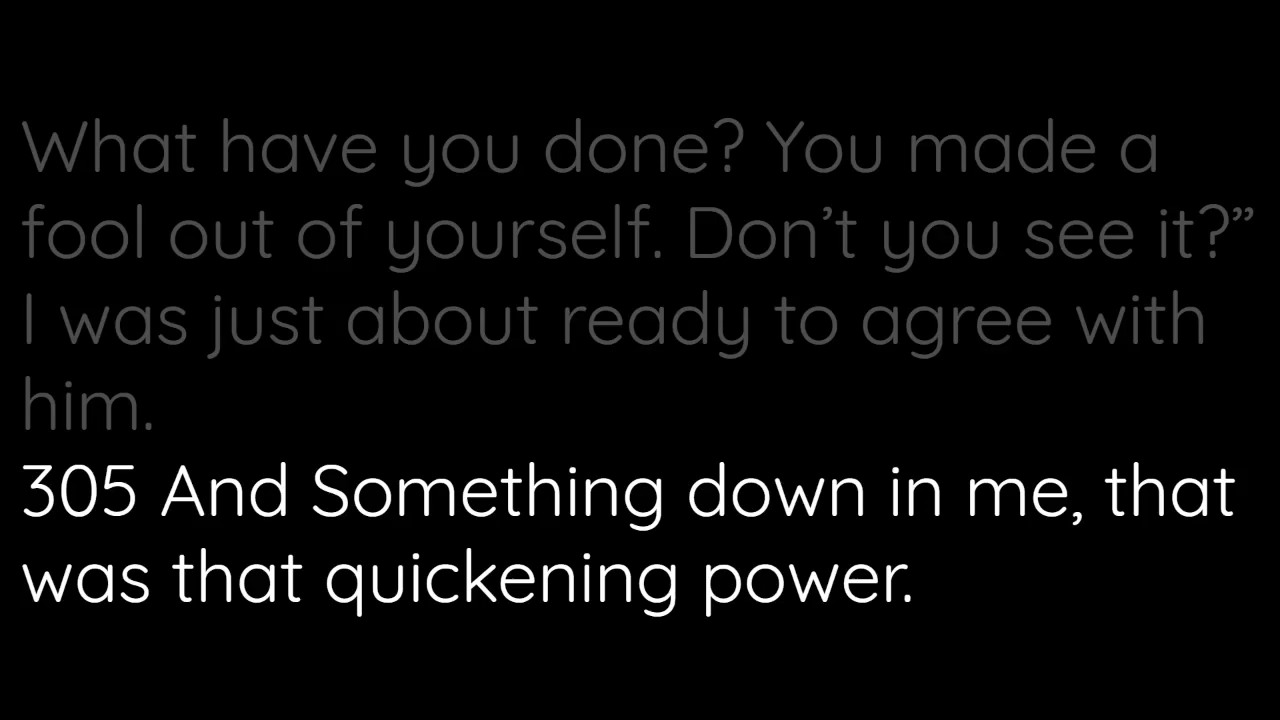 What have you done? You made a
fool out of yourself. Don’t you see it?”
I was just about ready to agree with
him.
305 And Something down in me, that
was that quickening power.